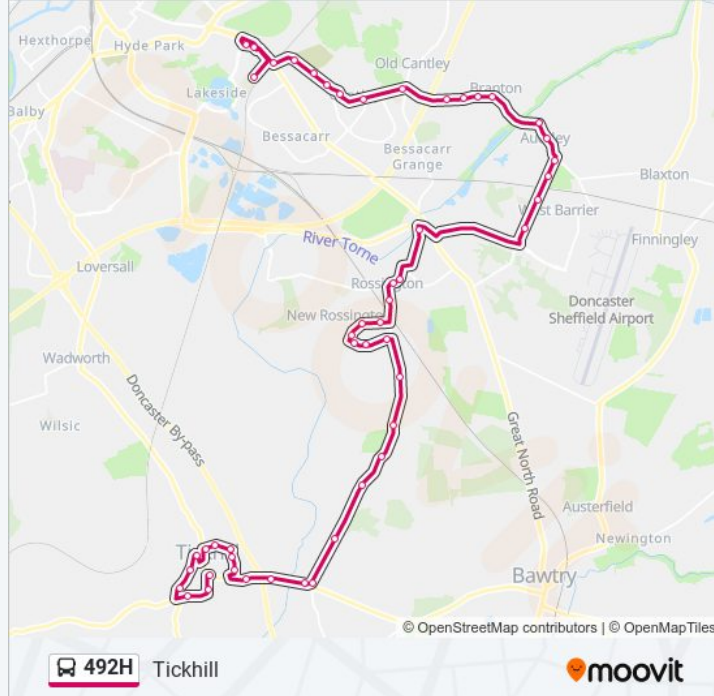 Hexthorpe
Hyde Park
Old Cantley
Lakeside
Branton
Balby
Bessacarr
Bessacarr
Grange
Blaxton
West Barrier
River Torne
Finningley
Loversall
Rossington
New Rossington
Doncaster
Sheffield Airport
Wadworth
Doncaster By-pass
Wilsic
Great North Road
Austerfield
Newington
Bawtry
© OpenStreetMap contributors | © OpenMapTiles
492H Tickhill
moovit